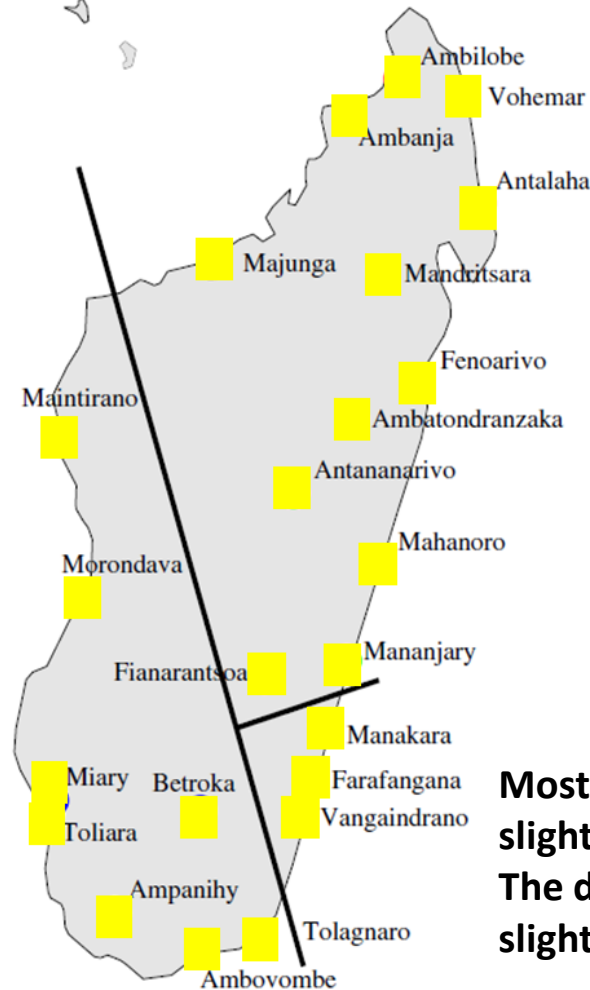 Ambilobe
Vohemar
Ambanja
Antalaha
Majunga
Mandritsara
Fenoarivo
Maintirano
Ambatondranzaka
Antananarivo
Mahanoro
Morondava
Mananjary
Fianarantsoa
Manakara
Miary
Betroka
Farafangana
Most
Vangaindrano
Toliara
slight
The d
Ampanihy
Tolagnaro
slight
Ambovombe